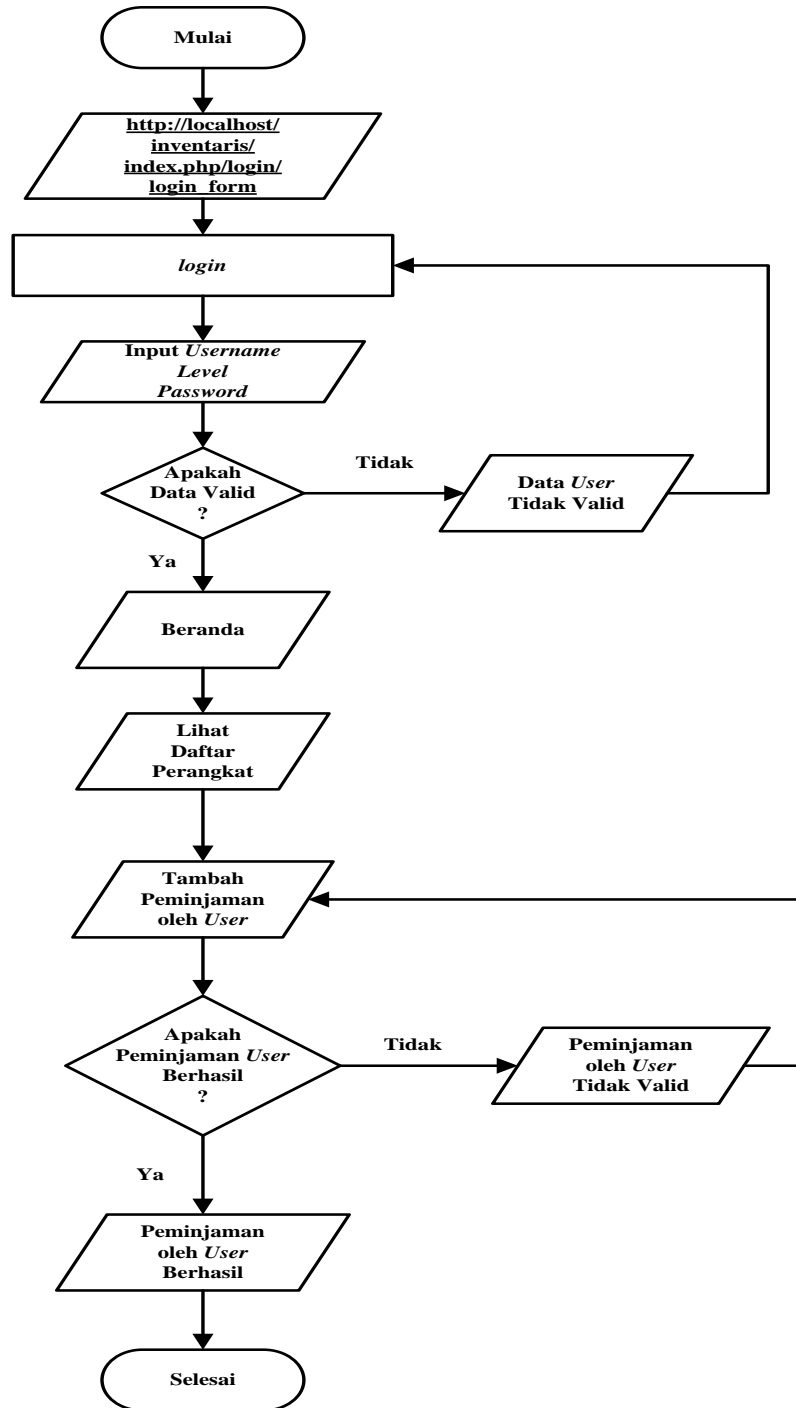 Mulai
http://localhost/
inventaris/
index.php/login/
login_form
login
Input Username
Level
Password
Apakah
Data Valid
?
Tidak
Data User
Tidak Valid
Ya
Beranda
Lihat
Daftar
Perangkat
Tambah
Peminjaman
oleh User
Apakah
Peminjaman User
Berhasil
?
Tidak
Peminjaman
oleh User
Tidak Valid
Ya
Peminjaman
oleh User
Berhasil
Selesai